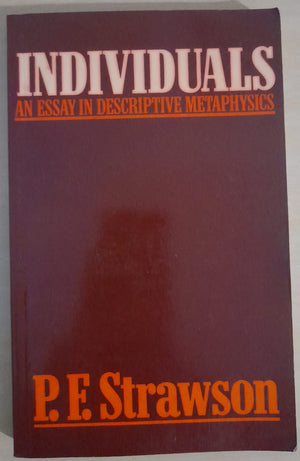 INDIVIDUALS
AN ESSAY IN DESCRIPTIVE METAPHYSICS
P. F. Strawson